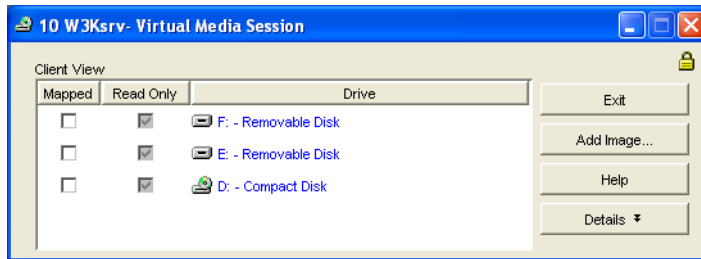 10 W3Ksrv- Virtual Media Session
Client View
Mapped Read Only Drive
F: - Removable Disk
E: - Removable Disk
D: - Compact Disk
Exit
Add Image...
Help
Details